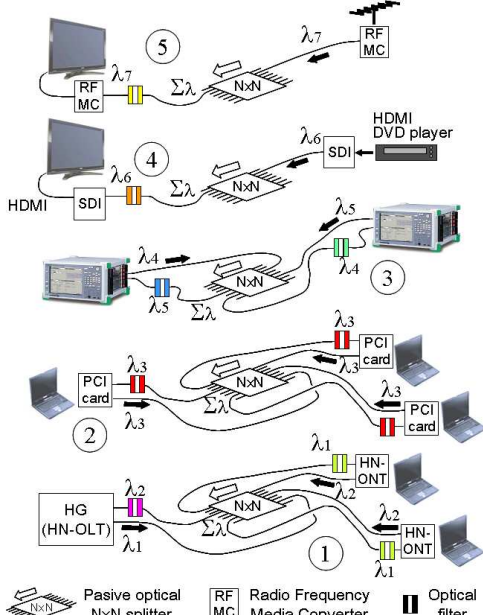 5
RF
MC
λ7
RF
MC
λ7
Σλ
NxN
4
λ6
SDI
HDMI
DVD player
HDMI
SDI
λ6
Σλ
NxN
λ5
λ4
λ4
λ5
NxN
Σλ
3
λ3
PCI
card
λ3
PCI
card
λ3
λ3
NxN
Σλ
λ3
PCI
card
2
λ1
HN-
ONT
λ2
HG
(HN-OLT)
λ2
λ1
NxN
Σλ
λ2
HN-
ONT
λ1
1
NxN
Pasive optical
NxN splitter
RF
MC
Radio Frequency
Media Converter
Optical
filter